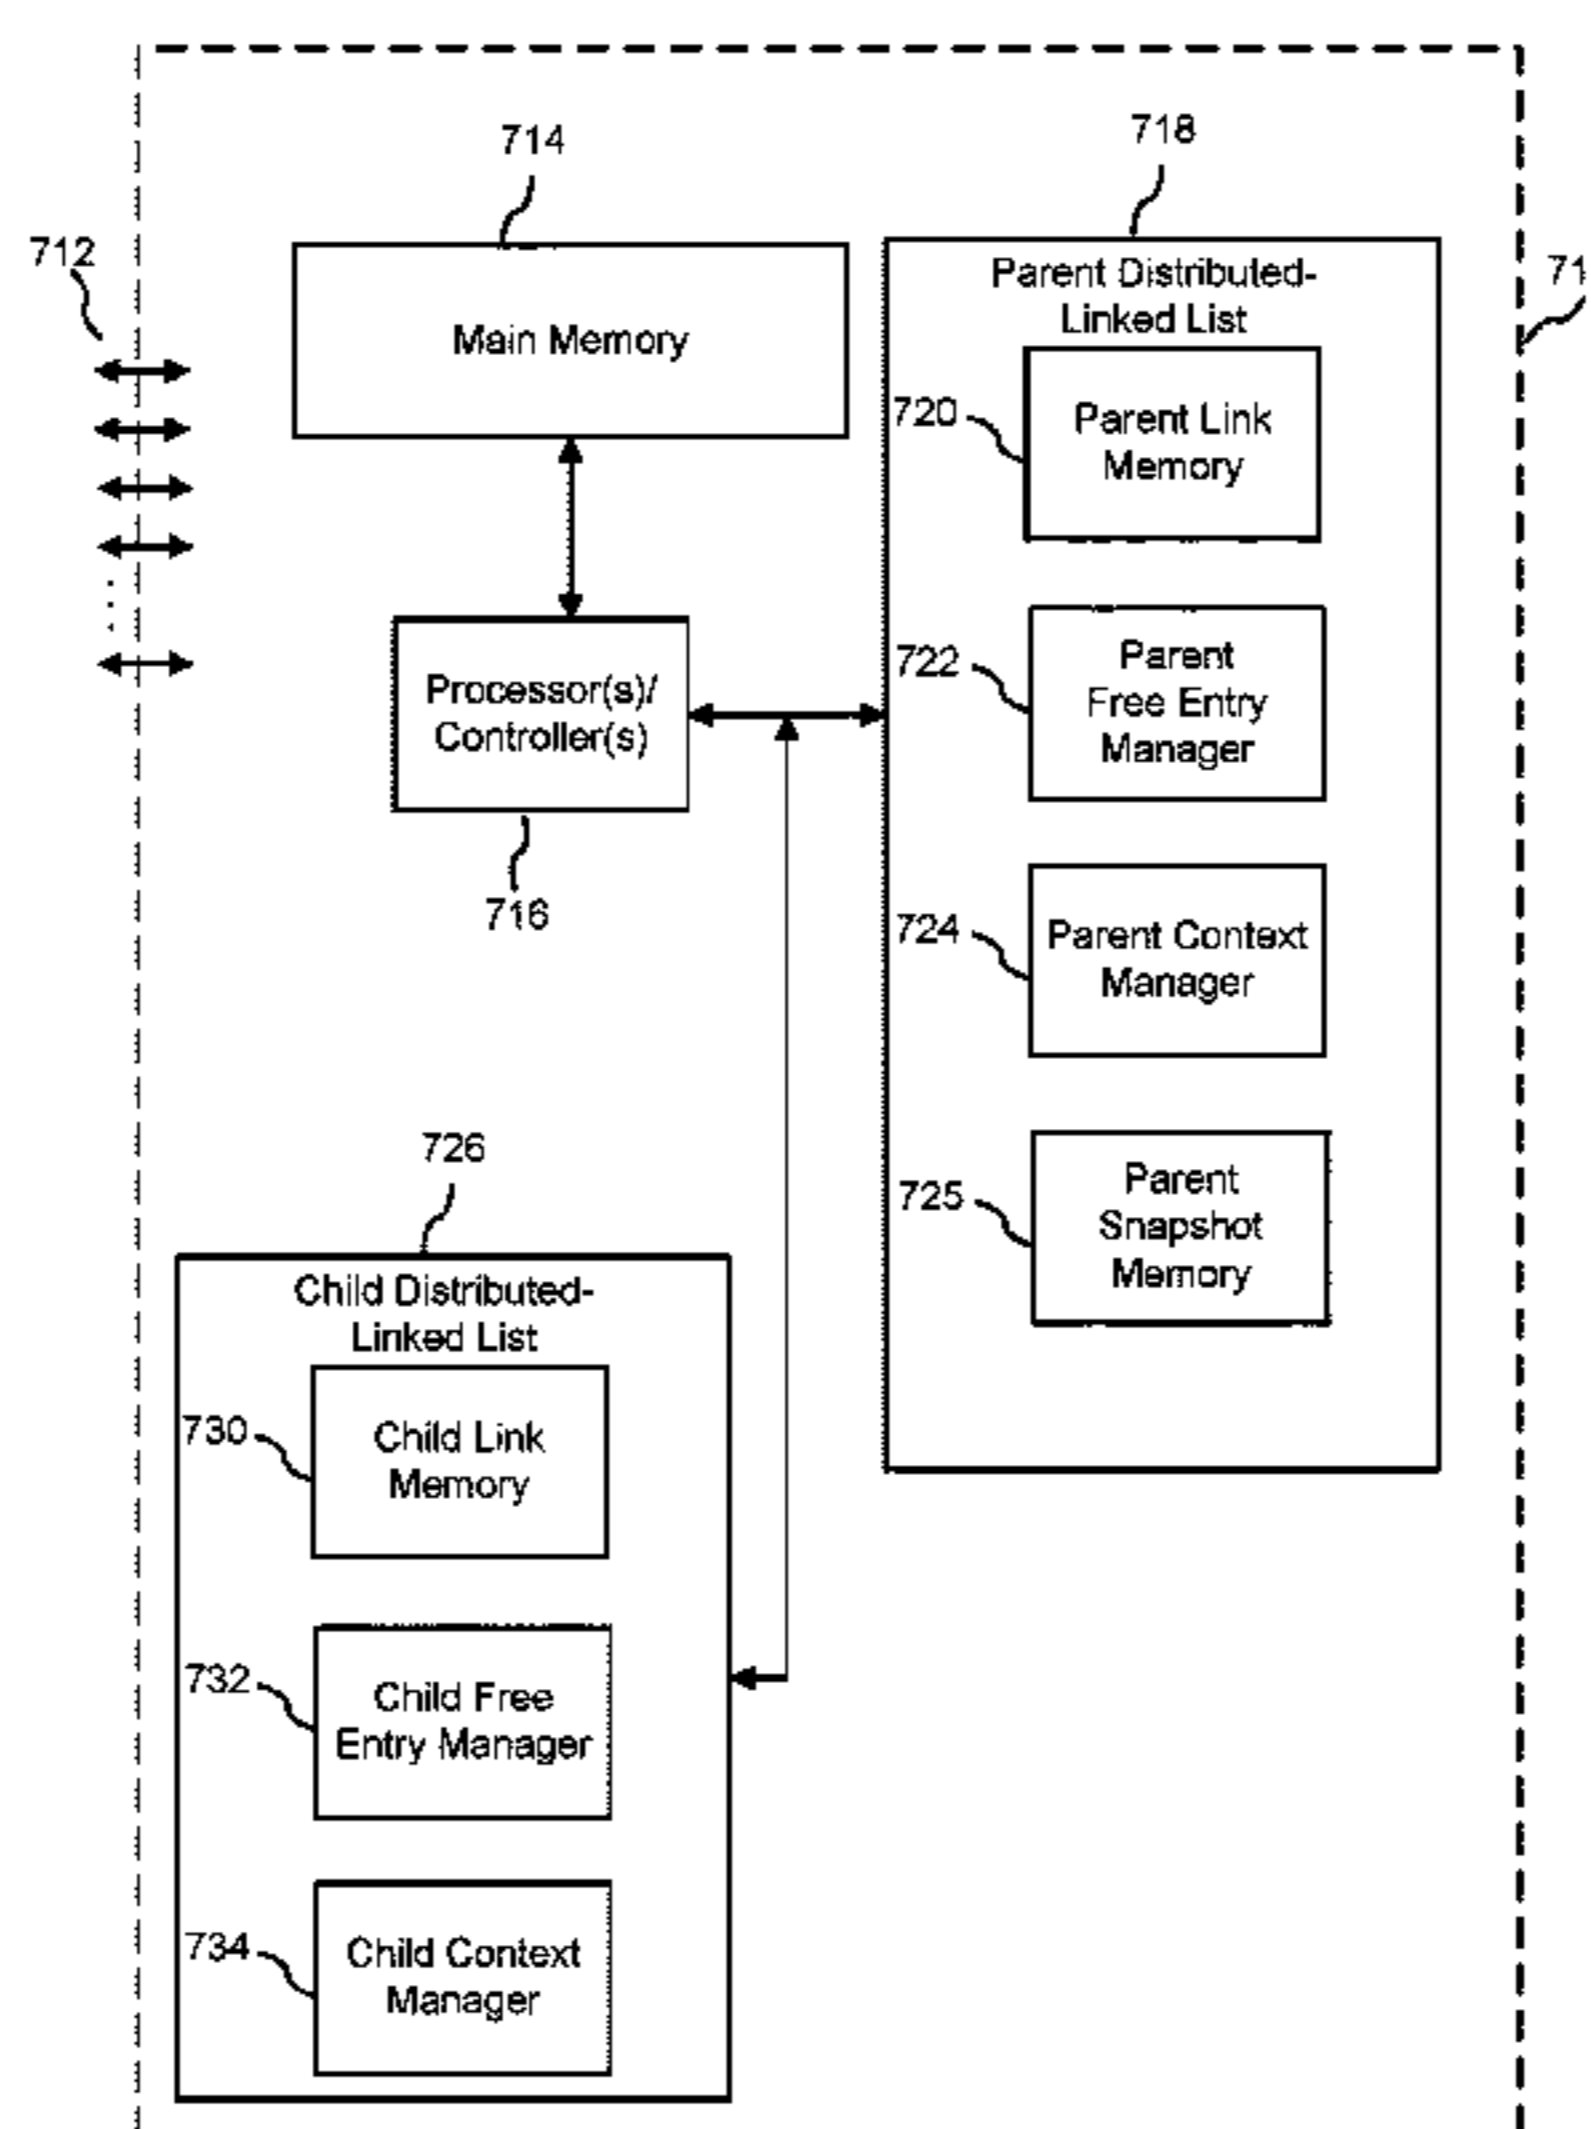 714
718
712
71
Main Memory
Parent Distributed-
Linked List
720
Parent Link
Memory
722
Parent
Free Entry
Manager
Processor(s)/
Controller(s)
716
724
Parent Context
Manager
725
Parent
Snapshot
Memory
726
Child Distributed-
Linked List
730
Child Link
Memory
732
Child Free
Entry Manager
734
Child Context
Manager